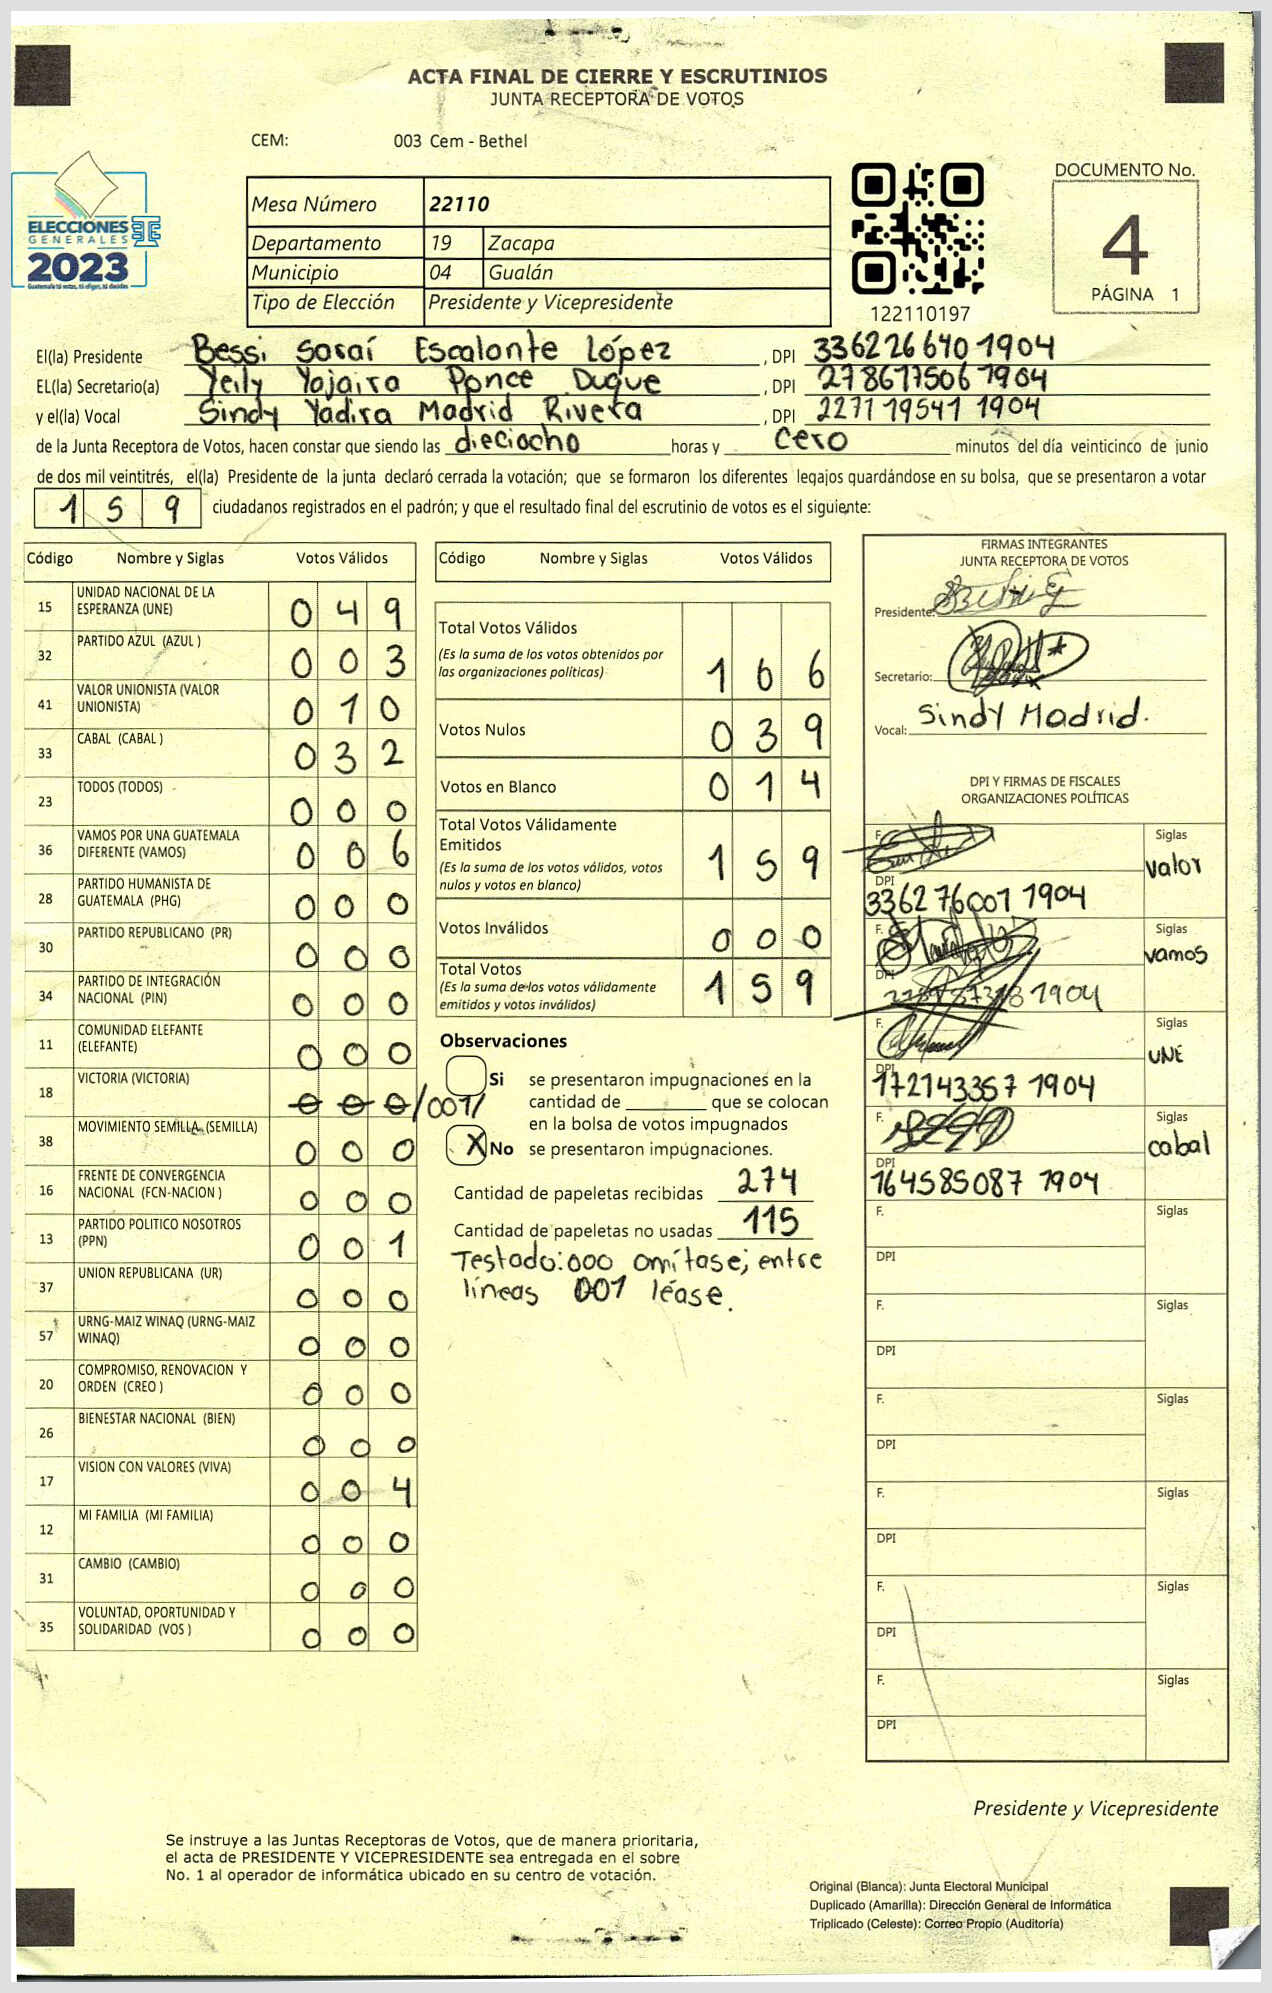 ACTA FINAL DE CIERRE Y ESCRUTINIOS
JUNTA RECEPTORA DE VOTOS
CEM: 003 Cem - Bethel
ELECCIONES
GENERALES
2023
Guatemala tú votas, tú eliges, tú decides
Mesa Número 22110
Departamento 19 Zacapa
Municipio 04 Gualán
Tipo de Elección Presidente y Vicepresidente
122110197
DOCUMENTO No.
4
PÁGINA 1
El(la) Presidente Bessi Saraí Escalante López, DPI 336226640 1904
EL(la) Secretario(a) Yeily Yajaira Ponce Duque, DPI 278617506 1904
y el(la) Vocal Sindy Yadira Madrid Rivera, DPI 227119541 1904
de la Junta Receptora de Votos, hacen constar que siendo las dieciocho horas y cero minutos del día veinticinco de junio
de dos mil veintitrés, el(la) Presidente de la junta declaró cerrada la votación; que se formaron los diferentes legajos guardándose en su bolsa, que se presentaron a votar
159 ciudadanos registrados en el padrón; y que el resultado final del escrutinio de votos es el siguiente:
Código Nombre y Siglas Votos Válidos
15 UNIDAD NACIONAL DE LA ESPERANZA (UNE) 0 4 9
32 PARTIDO AZUL (AZUL ) 0 0 3
41 VALOR UNIONISTA (VALOR UNIONISTA) 0 1 0
33 CABAL (CABAL ) 0 3 2
23 TODOS (TODOS) 0 0 0
36 VAMOS POR UNA GUATEMALA DIFERENTE (VAMOS) 0 0 6
28 PARTIDO HUMANISTA DE GUATEMALA (PHG) 0 0 0
30 PARTIDO REPUBLICANO (PR) 0 0 0
34 PARTIDO DE INTEGRACIÓN NACIONAL (PIN) 0 0 0
11 COMUNIDAD ELEFANTE (ELEFANTE) 0 0 0
18 VICTORIA (VICTORIA) 0 0 0 /001/
38 MOVIMIENTO SEMILLA (SEMILLA) 0 0 0
16 FRENTE DE CONVERGENCIA NACIONAL (FCN-NACION ) 0 0 0
13 PARTIDO POLITICO NOSOTROS (PPN) 0 0 1
37 UNION REPUBLICANA (UR) 0 0 0
57 URNG-MAIZ WINAQ (URNG-MAIZ WINAQ) 0 0 0
20 COMPROMISO, RENOVACION Y ORDEN (CREO ) 0 0 0
26 BIENESTAR NACIONAL (BIEN) 0 0 0
17 VISION CON VALORES (VIVA) 0 0 4
12 MI FAMILIA (MI FAMILIA) 0 0 0
31 CAMBIO (CAMBIO) 0 0 0
35 VOLUNTAD, OPORTUNIDAD Y SOLIDARIDAD (VOS ) 0 0 0
Código Nombre y Siglas Votos Válidos
Total Votos Válidos
(Es la suma de los votos obtenidos por
las organizaciones políticas) 1 0 6
Votos Nulos 0 3 9
Votos en Blanco 0 1 4
Total Votos Válidamente
Emitidos 1 5 9
(Es la suma de los votos válidos, votos
nulos y votos en blanco)
Votos Inválidos 0 0 0
Total Votos
(Es la suma de los votos válidamente
emitidos y votos inválidos) 1 5 9
Observaciones
Si se presentaron impugnaciones en la
cantidad de ________ que se colocan
en la bolsa de votos impugnados
X No se presentaron impugnaciones.
Cantidad de papeletas recibidas 274
Cantidad de papeletas no usadas 115
Testado: 000 omítase; entre
líneas 001 léase.
FIRMAS INTEGRANTES
JUNTA RECEPTORA DE VOTOS
Presidente:
Secretario:
Vocal: Sindy Madrid.
DPI Y FIRMAS DE FISCALES
ORGANIZACIONES POLÍTICAS
F. Siglas valor
DPI 336276001 1904
F. Siglas vamos
DPI 1904
F. Siglas UNE
DPI 172143357 1904
F. Siglas cabal
DPI 164585087 1904
F. Siglas
DPI
F. Siglas
DPI
F. Siglas
DPI
F. Siglas
DPI
F. Siglas
DPI
F. Siglas
DPI
Presidente y Vicepresidente
Se instruye a las Juntas Receptoras de Votos, que de manera prioritaria,
el acta de PRESIDENTE Y VICEPRESIDENTE sea entregada en el sobre
No. 1 al operador de informática ubicado en su centro de votación.
Original (Blanca): Junta Electoral Municipal
Duplicado (Amarilla): Dirección General de Informática
Triplicado (Celeste): Correo Propio (Auditoría)